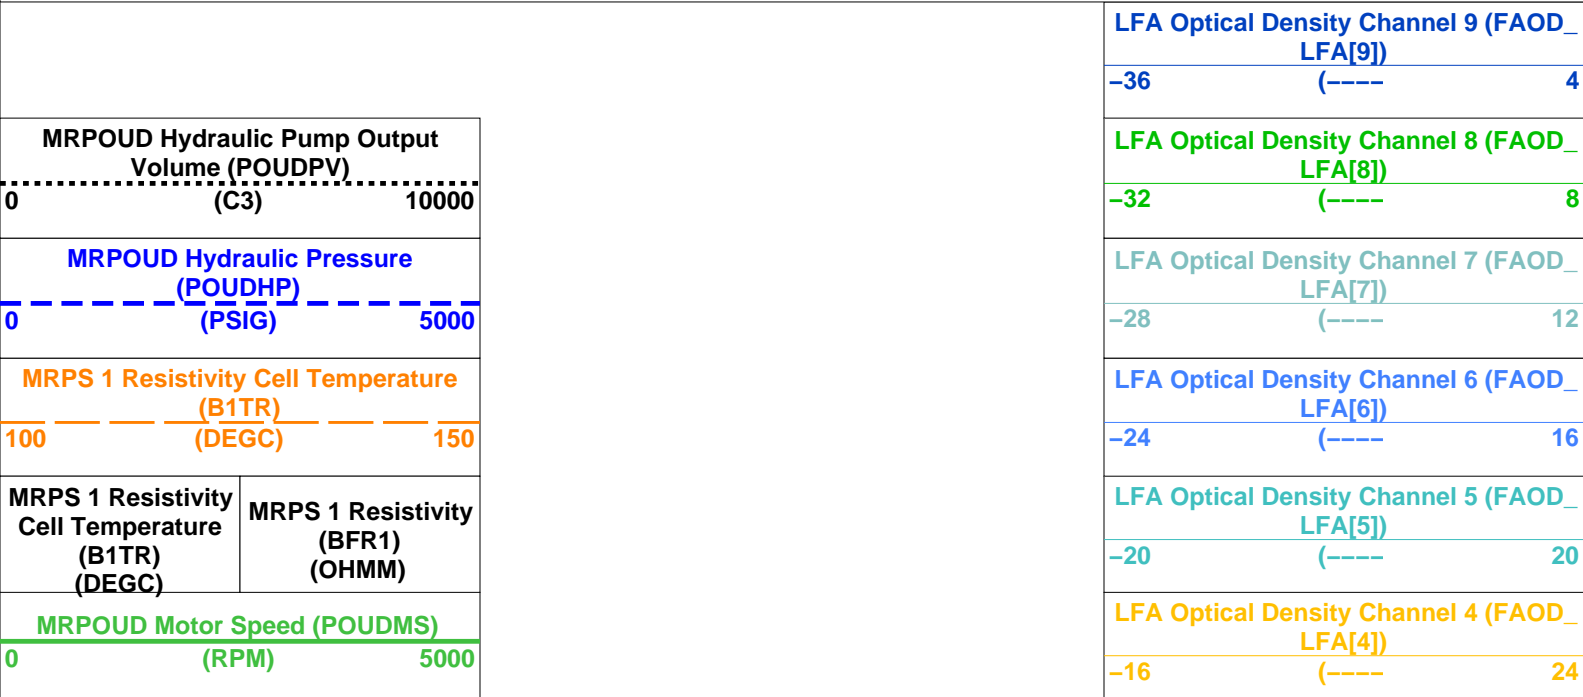 LFA Optical Density Channel 9 (FAOD_
LFA[9])
–36 (–––– 4
MRPOUD Hydraulic Pump Output
Volume (POUDPV)
0 (C3) 10000
LFA Optical Density Channel 8 (FAOD_
LFA[8])
–32 (–––– 8
MRPOUD Hydraulic Pressure
(POUDHP)
0 (PSIG) 5000
LFA Optical Density Channel 7 (FAOD_
LFA[7])
–28 (–––– 12
MRPS 1 Resistivity Cell Temperature
(B1TR)
100 (DEGC) 150
LFA Optical Density Channel 6 (FAOD_
LFA[6])
–24 (–––– 16
MRPS 1 Resistivity
Cell Temperature
(B1TR)
(DEGC)
MRPS 1 Resistivity
(BFR1)
(OHMM)
LFA Optical Density Channel 5 (FAOD_
LFA[5])
–20 (–––– 20
MRPOUD Motor Speed (POUDMS)
0 (RPM) 5000
LFA Optical Density Channel 4 (FAOD_
LFA[4])
–16 (–––– 24